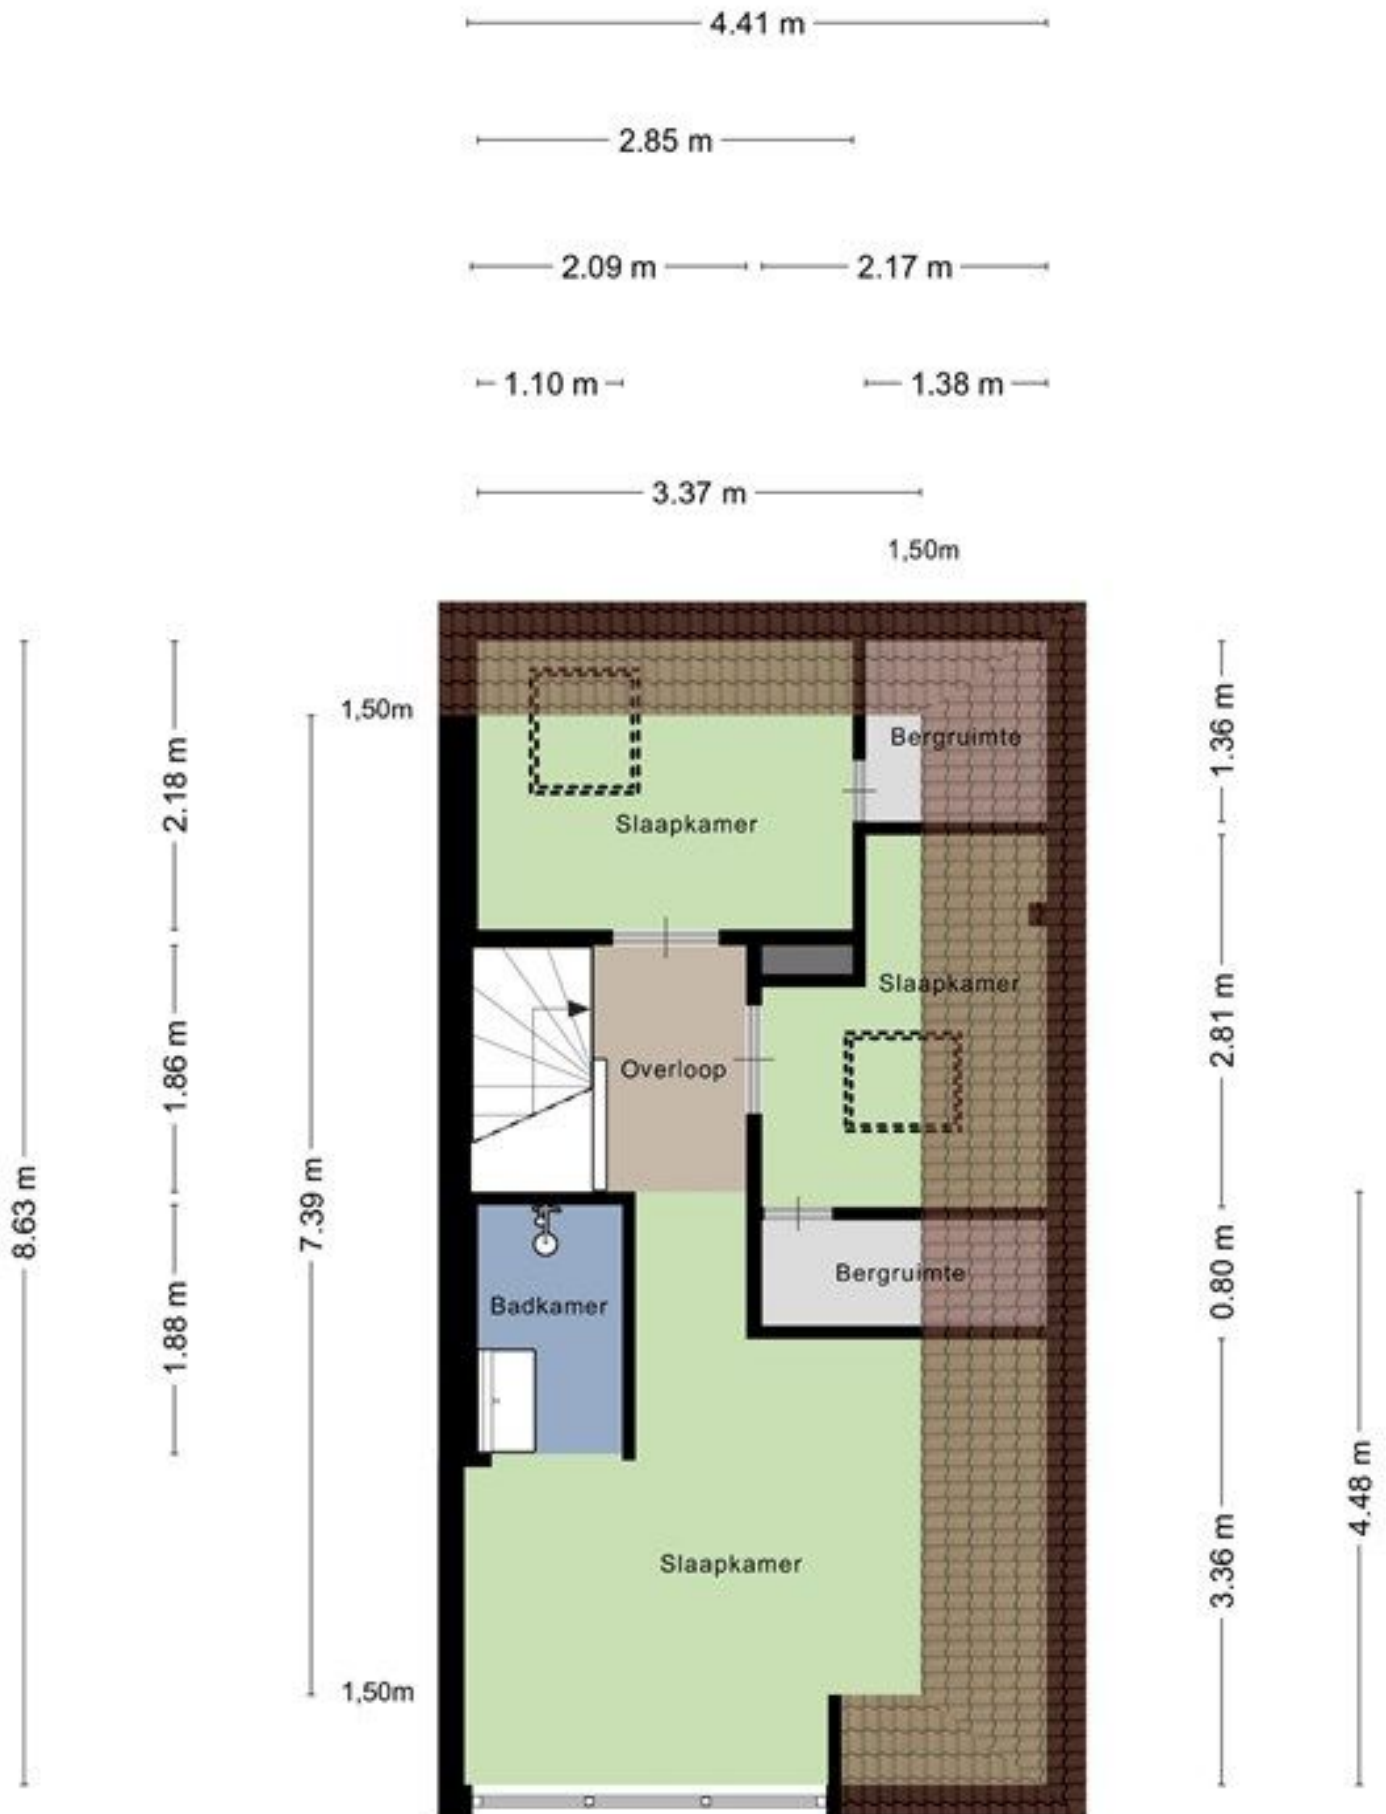 4.41 m
2.85 m
2.09 m
2.17 m
1.10 m
1.38 m
3.37 m
1,50m
1,50m
Bergruimte
1.36 m
2.18 m
Slaapkamer
Slaapkamer
2.81 m
1.86 m
Overloop
8.63 m
7.39 m
Bergruimte
0.80 m
Badkamer
1.88 m
4.48 m
Slaapkamer
3.36 m
1,50m